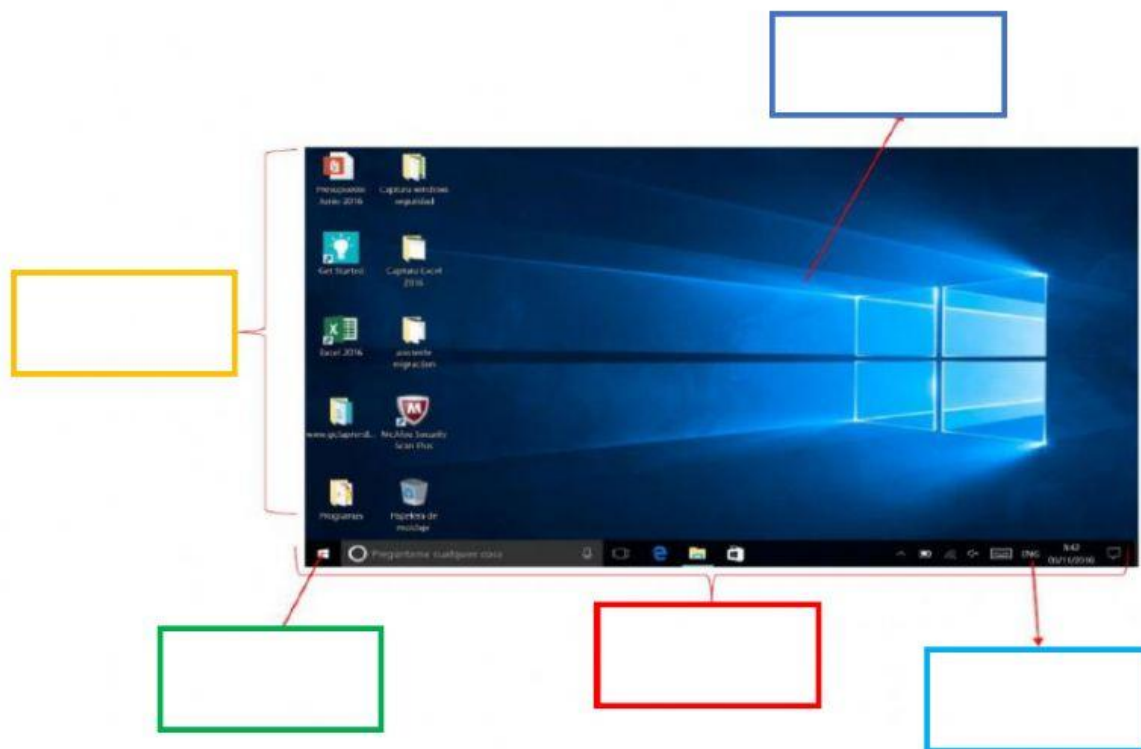 Presupuesto
Junio 2016
Captura windows
seguridad
Get Started
Captura Excel
2016
Excel 2016
asistente
migracion
McAfee Security
Scan Plus
Programas
Papelera de
reciclaje
Pregúntame cualquier cosa
ENG